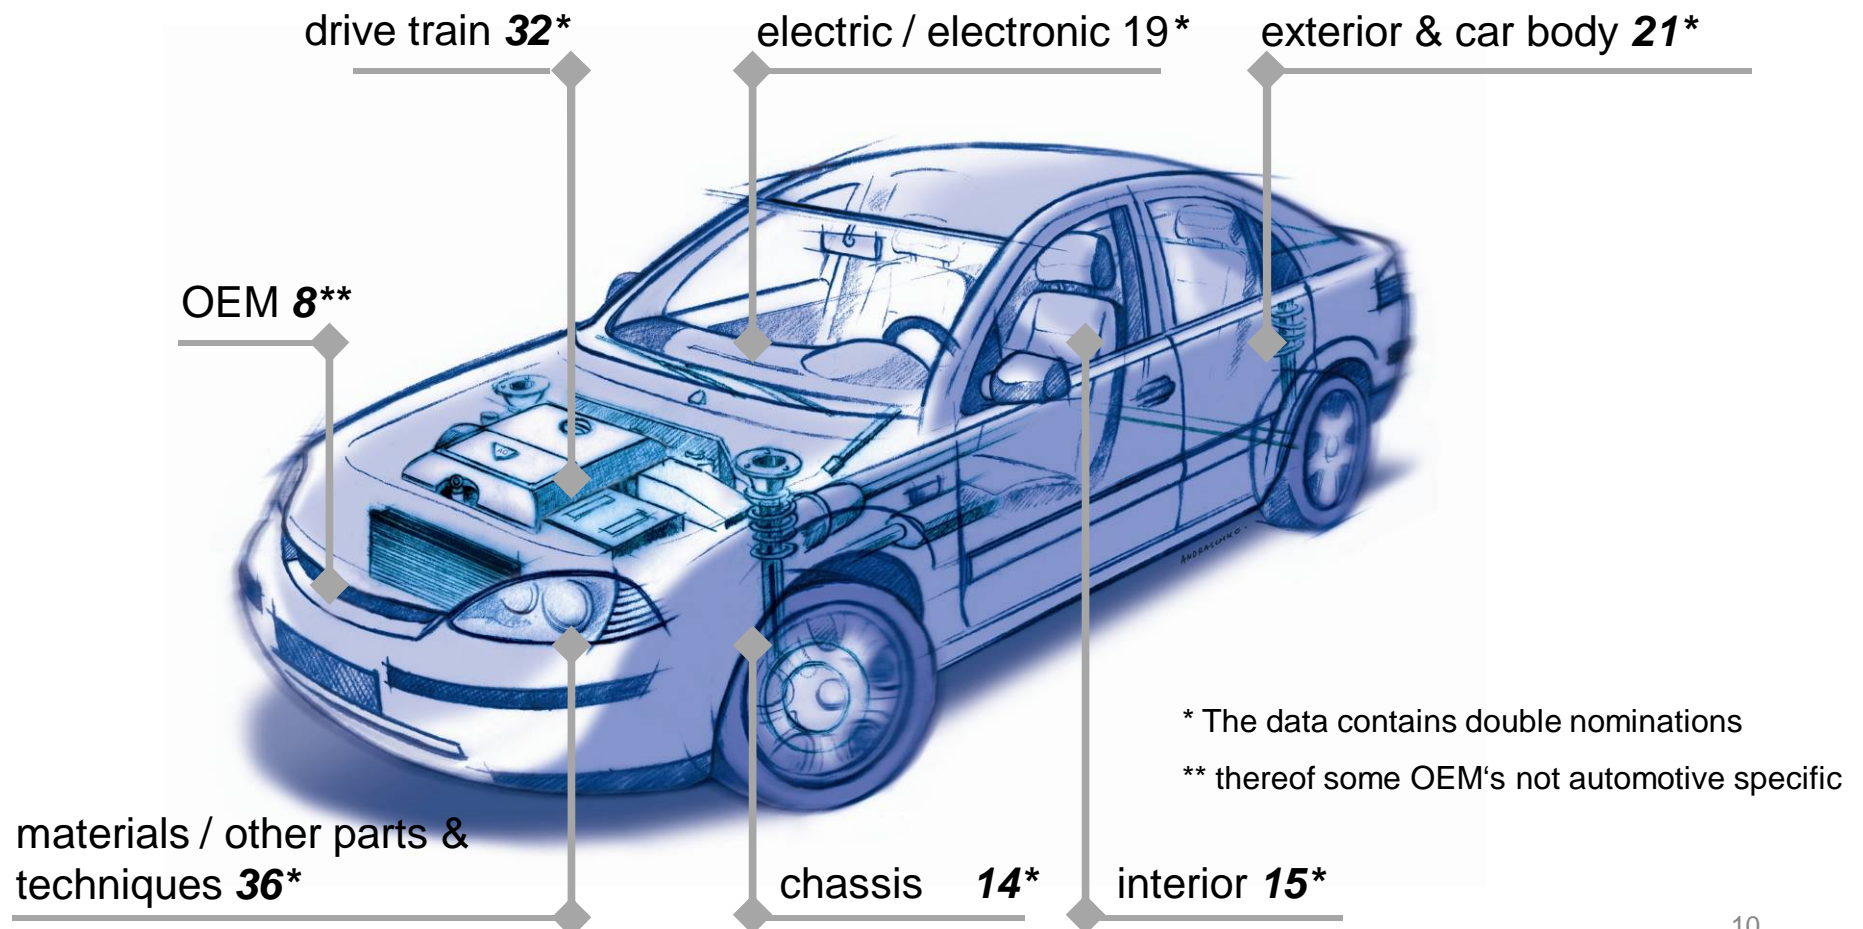 drive train 32*
electric / electronic 19*
exterior & car body 21*
OEM 8**
* The data contains double nominations
** thereof some OEM‘s not automotive specific
materials / other parts &
techniques 36*
chassis 14*
interior 15*
10